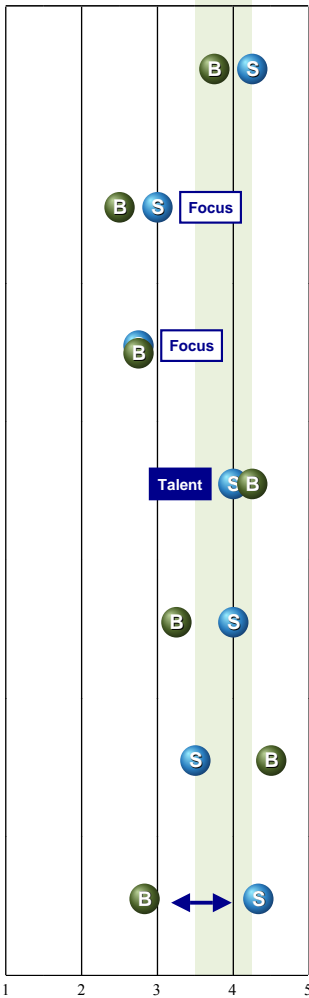 B S
B S Focus
B Focus
Talent S B
B S
S B
B S
1 2 3 4 5